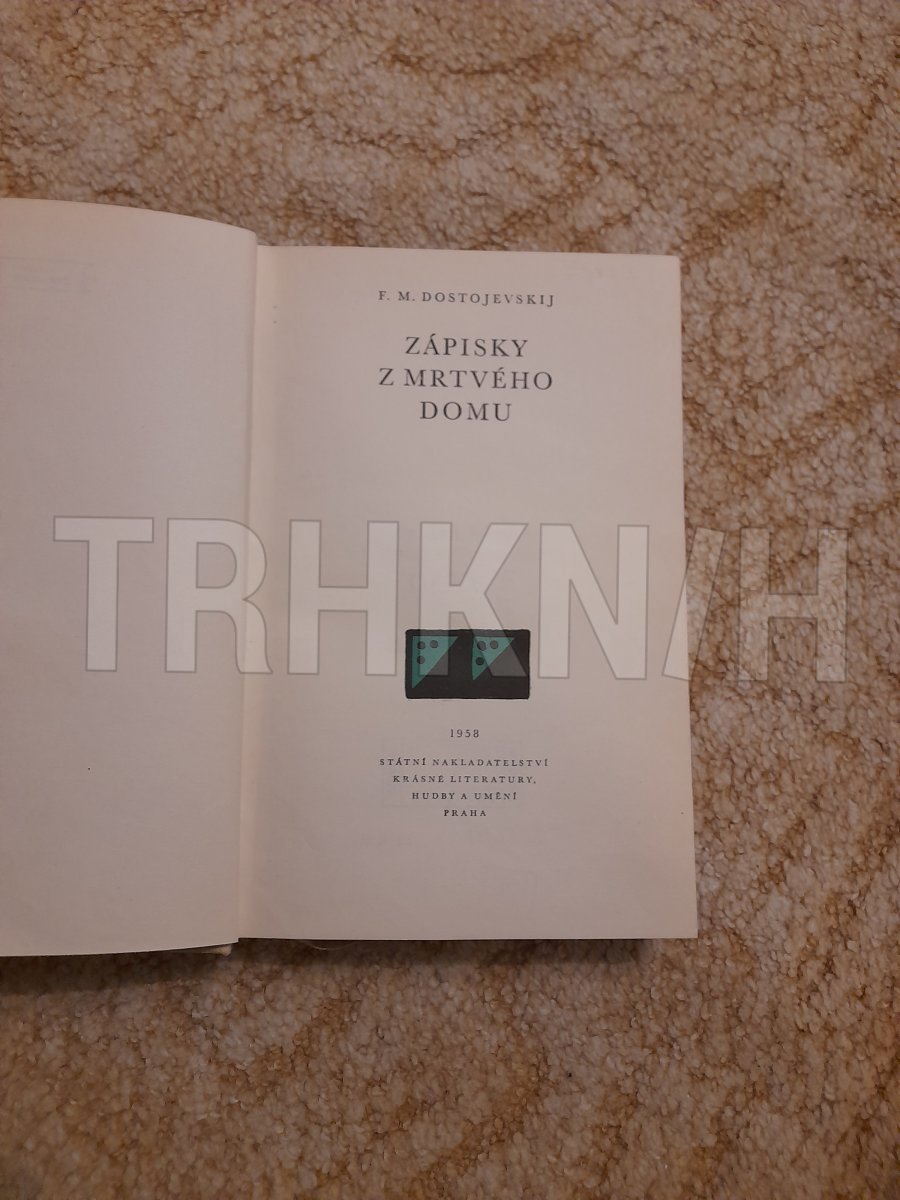 F. M. DOSTOJEVSKIJ
ZÁPISKY
Z MRTVÉHO
DOMU
TRHKNIH
1958
STÁTNÍ NAKLADATELSTVÍ
KRÁSNÉ LITERATURY,
HUDBY A UMĚNÍ
PRAHA